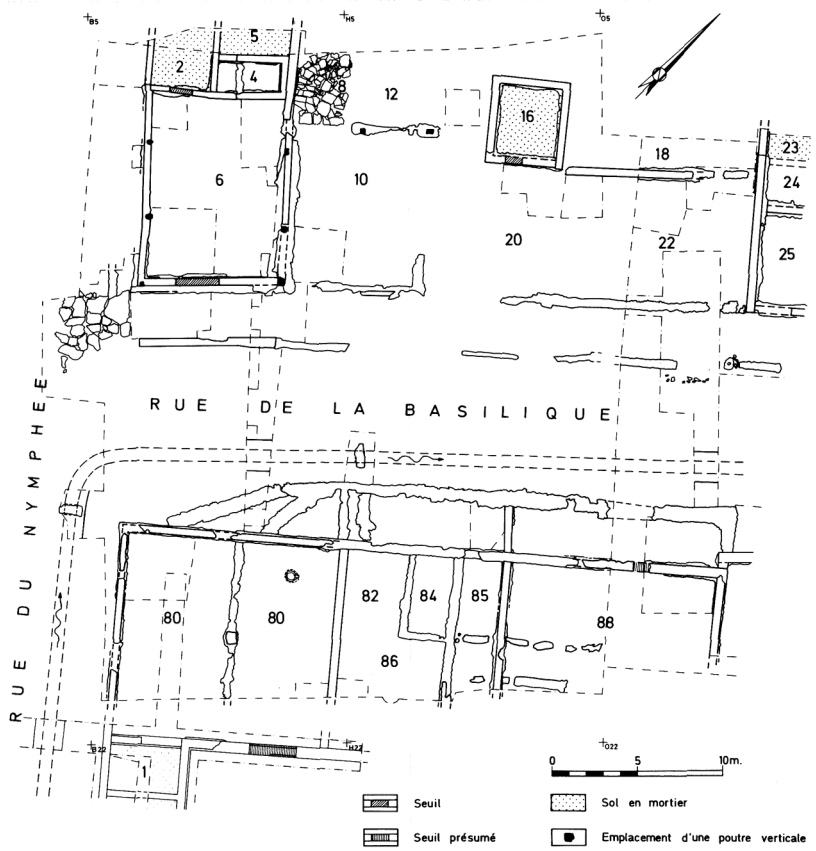 B5
H5
O5
5
2
4
8
12
16
18
23
24
6
10
20
22
25
RUE DE LA BASILIQUE
RUE DU NYMPHEE
80
80
82
84
85
88
86
B22
H22
O22
1
0 5 10m.
Seuil
Sol en mortier
Seuil présumé
Emplacement d'une poutre verticale